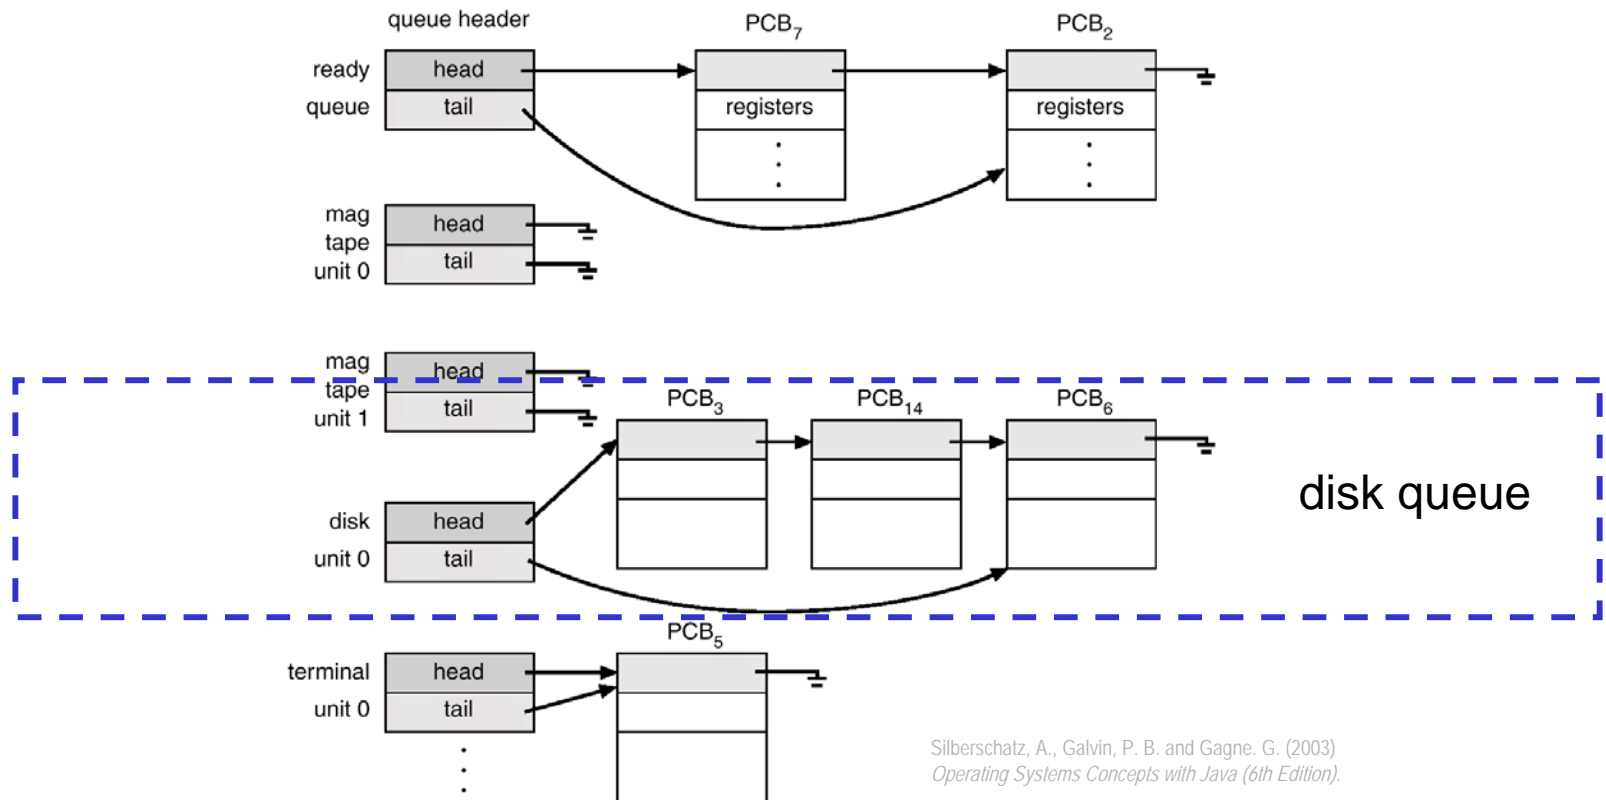 queue header
PCB7
PCB2
ready
queue
head
tail
registers
registers
mag
tape
unit 0
head
tail
mag
tape
unit 1
head
tail
PCB3
PCB14
PCB6
disk
unit 0
head
tail
disk queue
PCB5
terminal
unit 0
head
tail
Silberschatz, A., Galvin, P. B. and Gagne. G. (2003)
Operating Systems Concepts with Java (6th Edition).